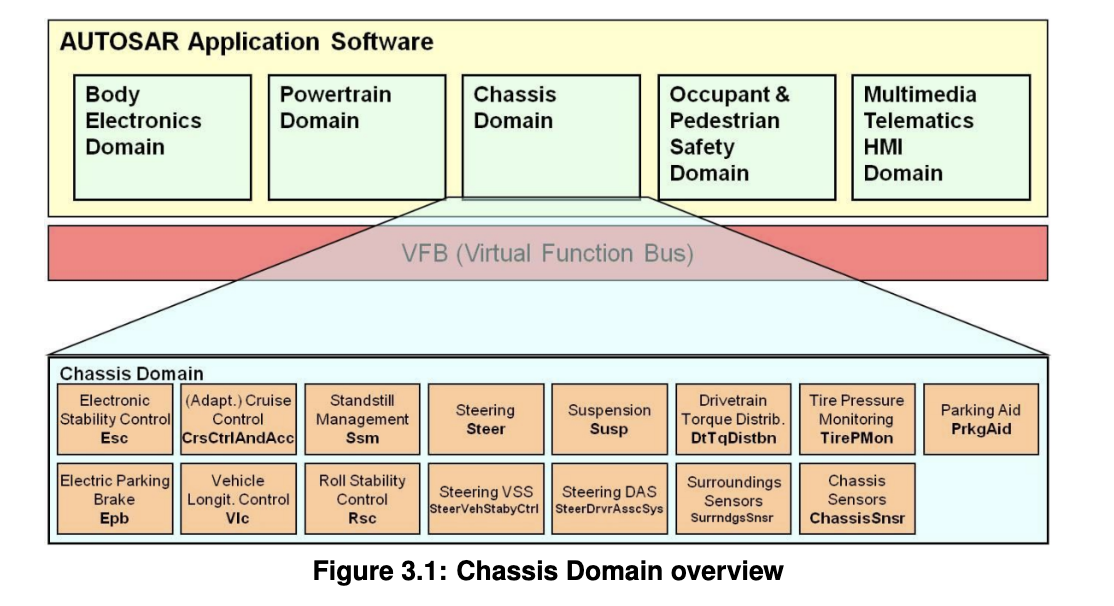 AUTOSAR Application Software
Body
Electronics
Domain
Powertrain
Domain
Chassis
Domain
Occupant &
Pedestrian
Safety
Domain
Multimedia
Telematics
HMI
Domain
VFB (Virtual Function Bus)
Chassis Domain
Electronic
Stability Control
Esc
(Adapt.) Cruise
Control
CrsCtrlAndAcc
Standstill
Management
Ssm
Steering
Steer
Suspension
Susp
Drivetrain
Torque Distrib.
DtTqDistbn
Tire Pressure
Monitoring
TirePMon
Parking Aid
PrkgAid
Electric Parking
Brake
Epb
Vehicle
Longit. Control
Vlc
Roll Stability
Control
Rsc
Steering VSS
SteerVehStabyCtrl
Steering DAS
SteerDrvrAsscSys
Surroundings
Sensors
SurrndgsSnsr
Chassis
Sensors
ChassisSnsr
Figure 3.1: Chassis Domain overview